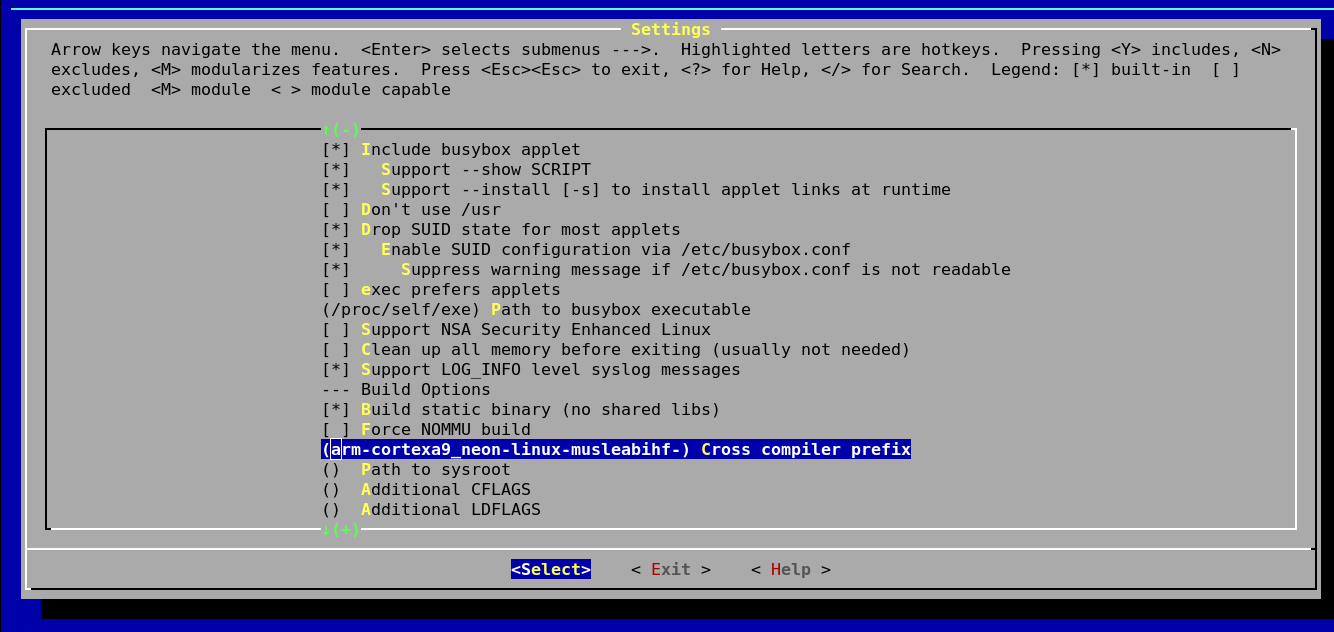 Settings
Arrow keys navigate the menu.  <Enter> selects submenus --->.  Highlighted letters are hotkeys.  Pressing <Y> includes, <N>
excludes, <M> modularizes features.  Press <Esc><Esc> to exit, <?> for Help, </> for Search.  Legend: [*] built-in  [ ]
excluded  <M> module  < > module capable
↑(-)
[*] Include busybox applet
[*]   Support --show SCRIPT
[*]   Support --install [-s] to install applet links at runtime
[ ] Don't use /usr
[*] Drop SUID state for most applets
[*]   Enable SUID configuration via /etc/busybox.conf
[*]     Suppress warning message if /etc/busybox.conf is not readable
[ ] exec prefers applets
(/proc/self/exe) Path to busybox executable
[ ] Support NSA Security Enhanced Linux
[ ] Clean up all memory before exiting (usually not needed)
[*] Support LOG_INFO level syslog messages
--- Build Options
[*] Build static binary (no shared libs)
[ ] Force NOMMU build
(arm-cortexa9_neon-linux-musleabihf-) Cross compiler prefix
()  Path to sysroot
()  Additional CFLAGS
()  Additional LDFLAGS
↓(+)
<Select>    < Exit >    < Help >